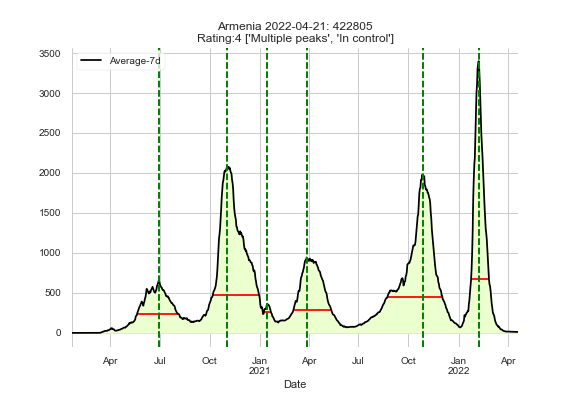 Armenia 2022-04-21: 422805
Rating:4 ['Multiple peaks', 'In control']
Average-7d
3500
3000
2500
2000
1500
1000
500
0
Apr Jul Oct Jan Apr Jul Oct Jan Apr
2021 2022
Date